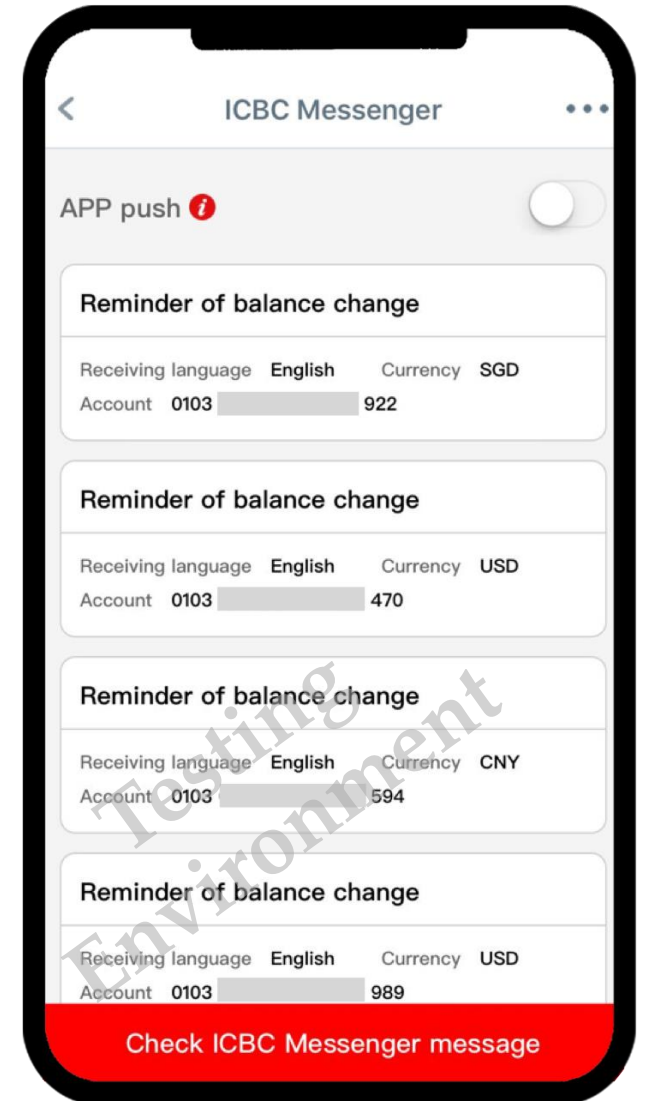 ICBC Messenger
APP push
Reminder of balance change
Receiving language English Currency SGD
Account 0103 922
Reminder of balance change
Receiving language English Currency USD
Account 0103 470
Reminder of balance change
Receiving language English Currency CNY
Account 0103 594
Reminder of balance change
Receiving language English Currency USD
Account 0103 989
Testing
Environment
Check ICBC Messenger message